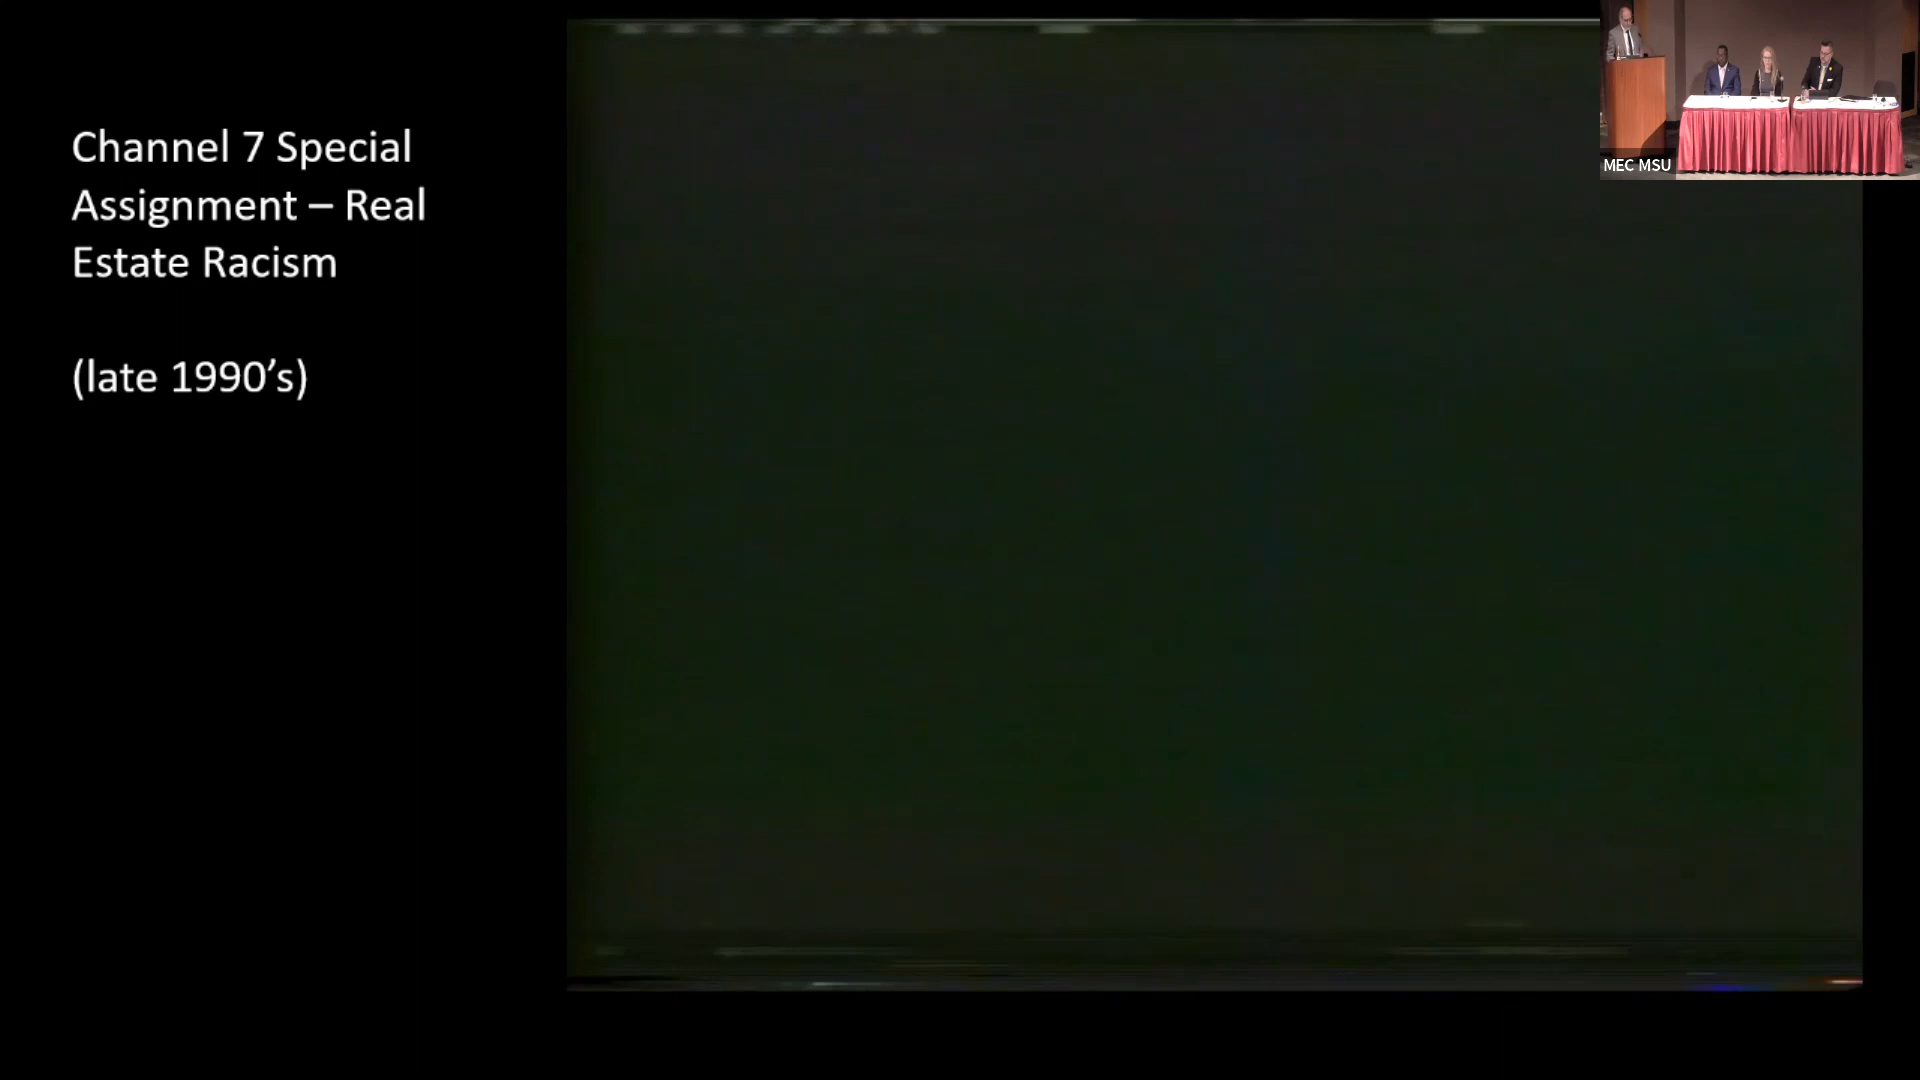 Channel 7 Special
Assignment – Real
Estate Racism
(late 1990’s)
MEC MSU